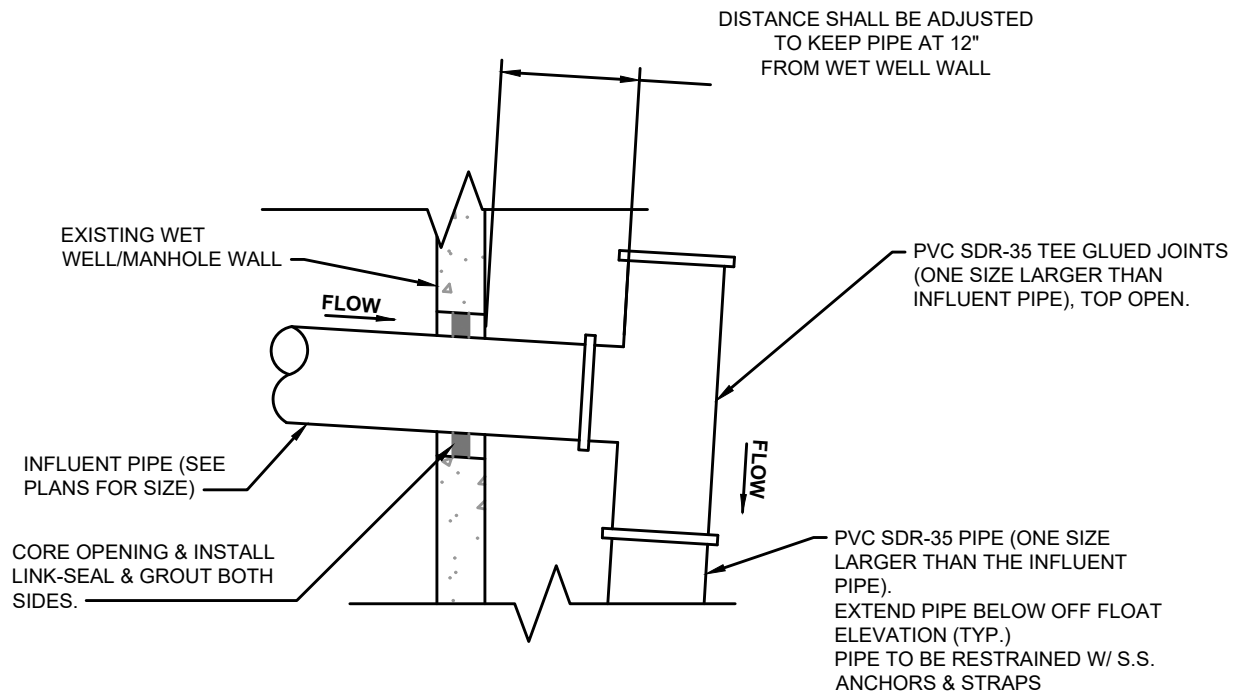 DISTANCE SHALL BE ADJUSTED
TO KEEP PIPE AT 12"
FROM WET WELL WALL
EXISTING WET
WELL/MANHOLE WALL
FLOW
PVC SDR-35 TEE GLUED JOINTS
(ONE SIZE LARGER THAN
INFLUENT PIPE), TOP OPEN.
INFLUENT PIPE (SEE
PLANS FOR SIZE)
FLOW
CORE OPENING & INSTALL
LINK-SEAL & GROUT BOTH
SIDES.
PVC SDR-35 PIPE (ONE SIZE
LARGER THAN THE INFLUENT
PIPE).
EXTEND PIPE BELOW OFF FLOAT
ELEVATION (TYP.)
PIPE TO BE RESTRAINED W/ S.S.
ANCHORS & STRAPS